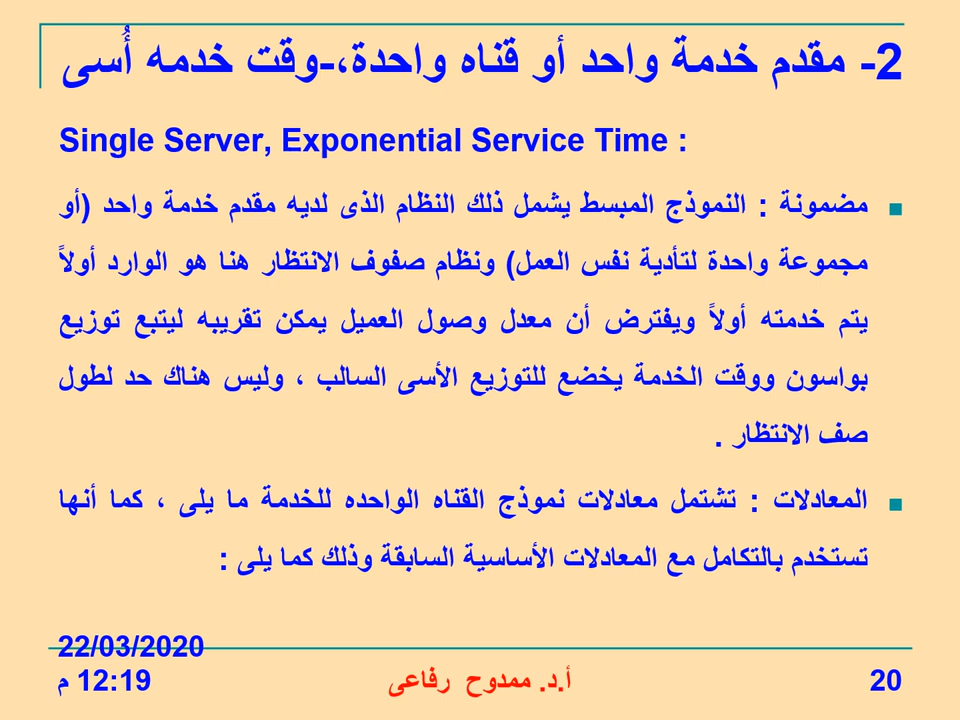 2- مقدم خدمة واحد أو قناه واحدة،-وقت خدمه أُسى
Single Server, Exponential Service Time :
مضمونة : النموذج المبسط يشمل ذلك النظام الذى لديه مقدم خدمة واحد (أو
مجموعة واحدة لتأدية نفس العمل) ونظام صفوف الانتظار هنا هو الوارد أولاً
يتم خدمته أولاً ويفترض أن معدل وصول العميل يمكن تقريبه ليتبع توزيع
بواسون ووقت الخدمة يخضع للتوزيع الأسى السالب ، وليس هناك حد لطول
صف الانتظار .
المعادلات : تشتمل معادلات نموذج القناه الواحده للخدمة ما يلى ، كما أنها
تستخدم بالتكامل مع المعادلات الأساسية السابقة وذلك كما يلى :
22/03/2020
12:19 م
أ.د. ممدوح رفاعى
20